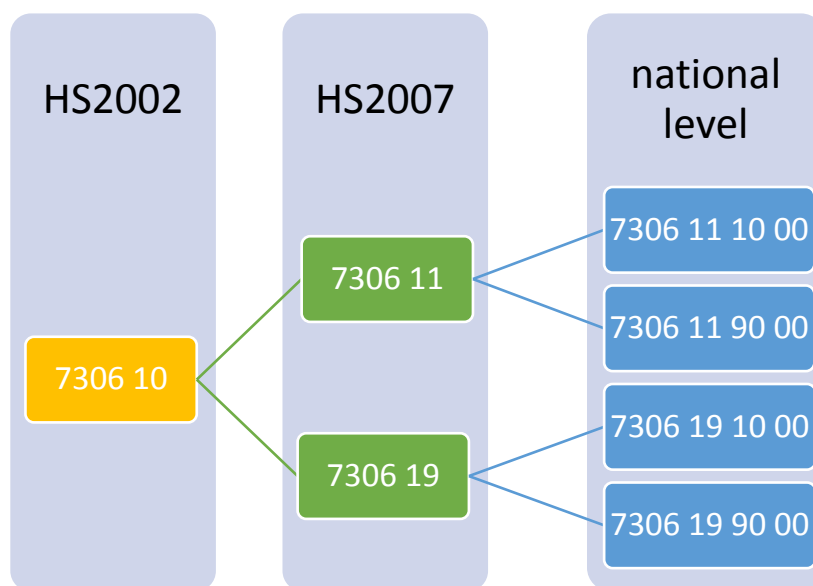 HS2002
HS2007
national
level
7306 10
7306 11
7306 19
7306 11 10 00
7306 11 90 00
7306 19 10 00
7306 19 90 00